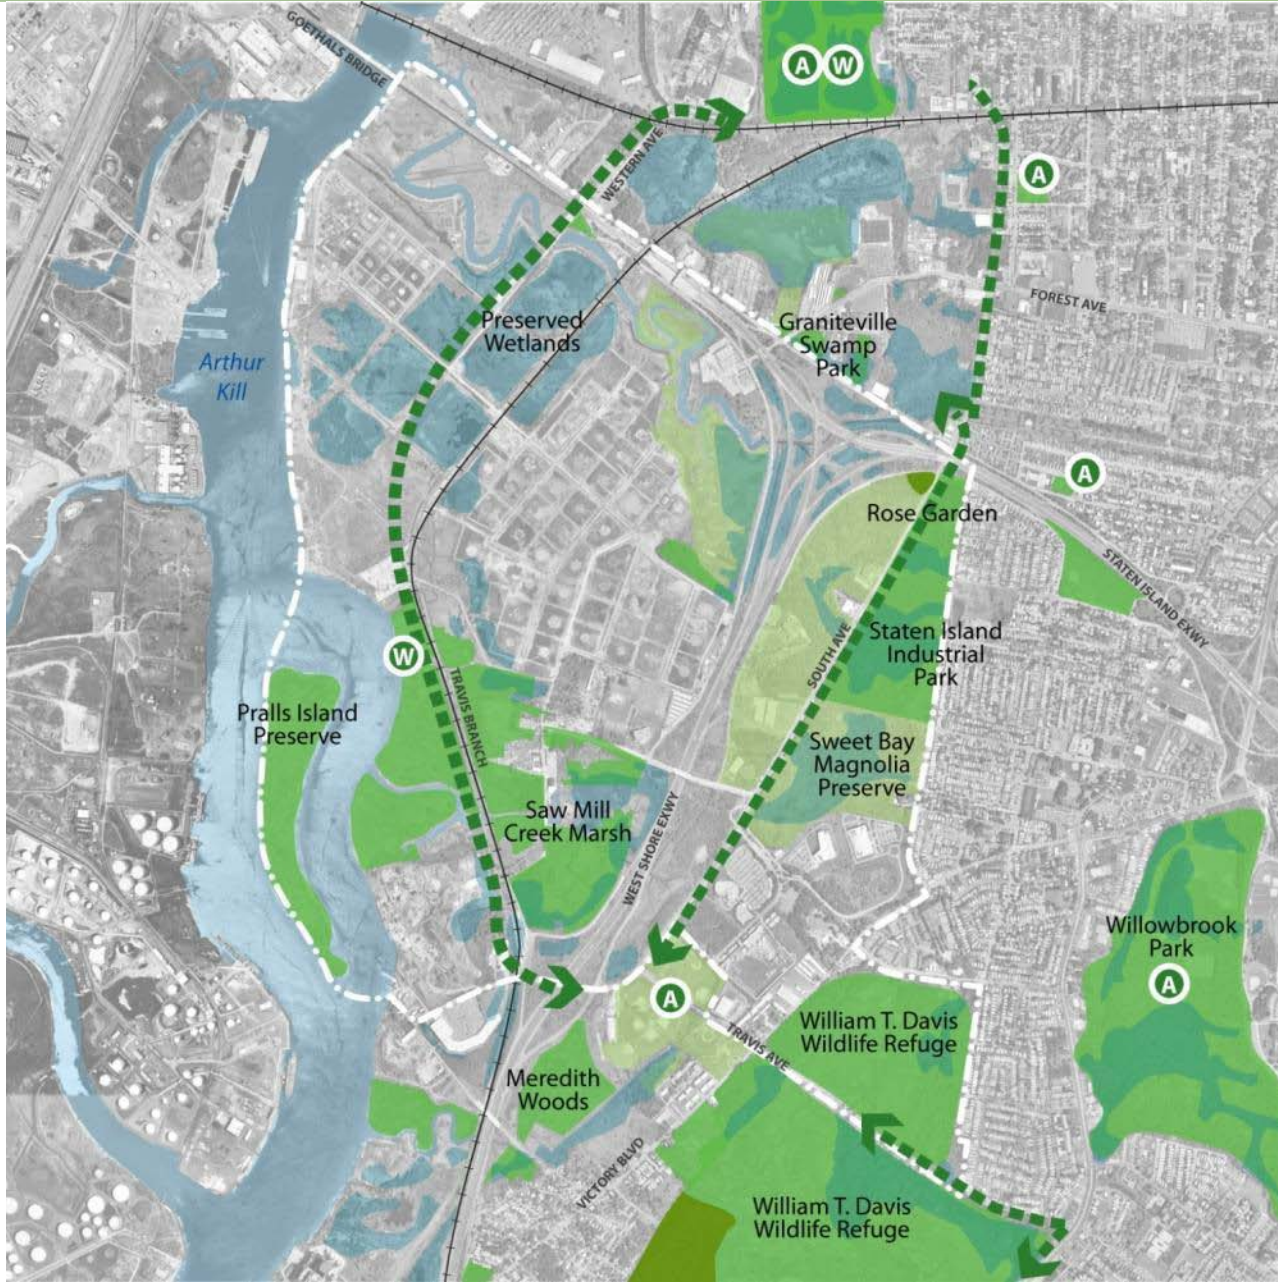 GOETHALS BRIDGE
A
W
WESTERN AVE
A
FOREST AVE
Preserved
Wetlands
Graniteville
Swamp
Park
Arthur
Kill
A
Rose Garden
STATEN ISLAND EXWY
SOUTH AVE
Staten Island
Industrial
Park
W
TRAVIS BRANCH
Pralls Island
Preserve
Sweet Bay
Magnolia
Preserve
Saw Mill
Creek Marsh
WEST SHORE EXWY
Willowbrook
Park
A
A
William T. Davis
Wildlife Refuge
TRAVIS AVE
Meredith
Woods
VICTORY BLVD
William T. Davis
Wildlife Refuge